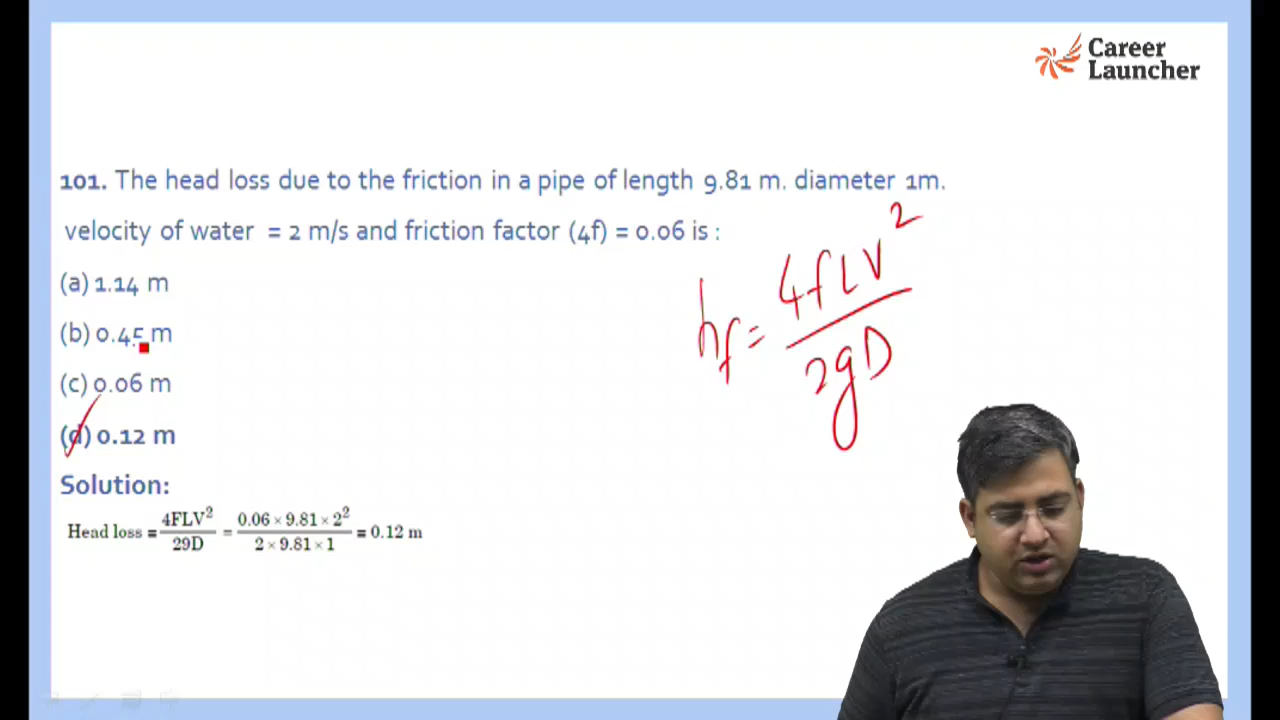 Career
Launcher
101. The head loss due to the friction in a pipe of length 9.81 m. diameter 1m.
velocity of water = 2 m/s and friction factor (4f) = 0.06 is :
(a) 1.14 m
(b) 0.45 m
(c) 0.06 m
(d) 0.12 m
hf = 4fLV² / 2gD
Solution:
Head loss = 4FLV² / 29D = 0.06 × 9.81 × 2² / 2 × 9.81 × 1 = 0.12 m